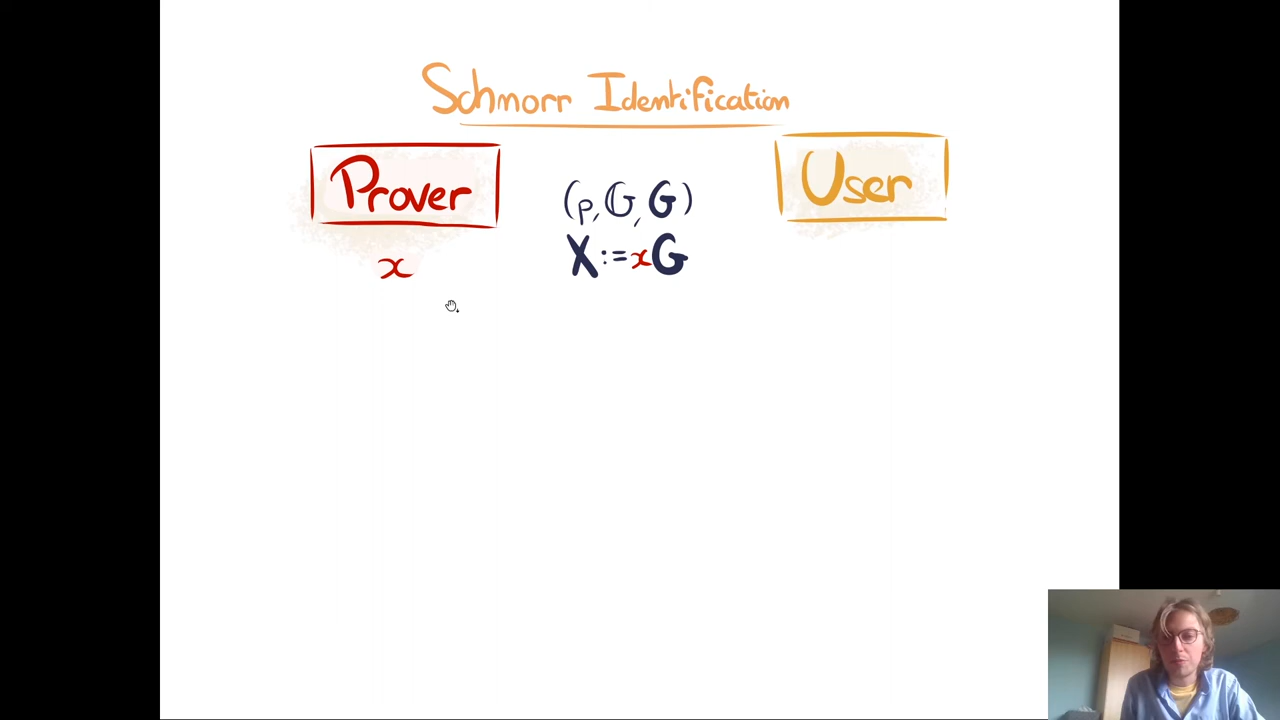 Schnorr Identification
Prover
User
(p, 𝔾, G)
x
X := xG